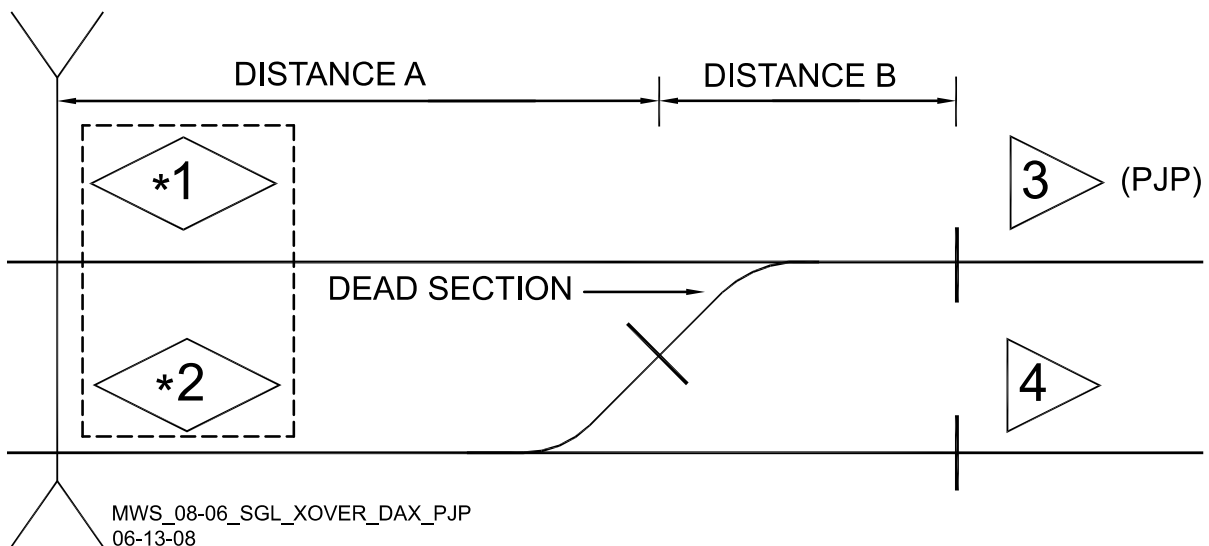 DISTANCE A
DISTANCE B
*1
3
(PJP)
DEAD SECTION
*2
4
MWS_08-06_SGL_XOVER_DAX_PJP
06-13-08